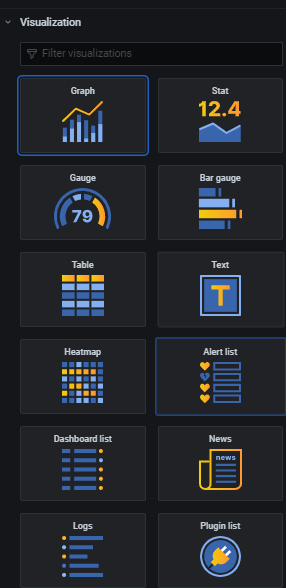 Visualization
Filter visualizations
Graph
Stat
12.4
Gauge
79
Bar gauge
Table
Text
T
Heatmap
Alert list
Dashboard list
News
news
Logs
Plugin list